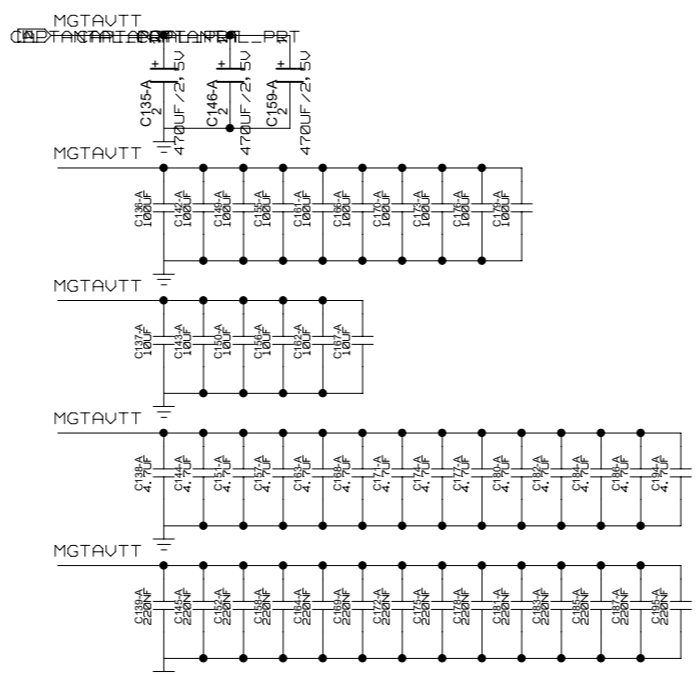 MGTAVTT
C135-A
470UF/2,5V
C146-A
470UF/2,5V
C159-A
470UF/2,5V
+ + +
2 2 2
MGTAVTT
C136-A 100UF C142-A 100UF C149-A 100UF C155-A 100UF C161-A 100UF C166-A 100UF C170-A 100UF C173-A 100UF C176-A 100UF C179-A 100UF
MGTAVTT
C137-A 10UF C143-A 10UF C150-A 10UF C156-A 10UF C162-A 10UF C167-A 10UF
MGTAVTT
C138-A 4.7UF C144-A 4.7UF C151-A 4.7UF C157-A 4.7UF C163-A 4.7UF C168-A 4.7UF C171-A 4.7UF C174-A 4.7UF C177-A 4.7UF C180-A 4.7UF C182-A 4.7UF C184-A 4.7UF C186-A 4.7UF C194-A 4.7UF
MGTAVTT
C139-A 220NF C145-A 220NF C152-A 220NF C158-A 220NF C164-A 220NF C169-A 220NF C172-A 220NF C175-A 220NF C178-A 220NF C181-A 220NF C183-A 220NF C185-A 220NF C187-A 220NF C195-A 220NF